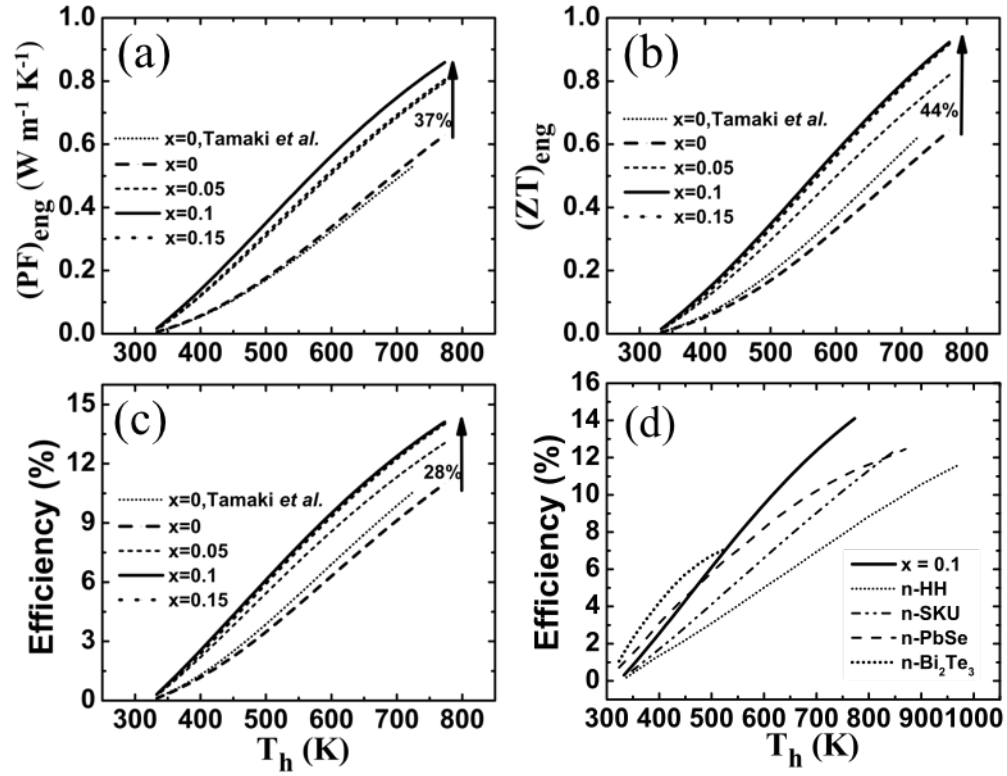 (a)
(PF)eng (W m-1 K-1)
1.0
0.8
0.6
0.4
0.2
0.0
37%
x=0,Tamaki et al.
x=0
x=0.05
x=0.1
x=0.15
300 400 500 600 700 800
(b)
(ZT)eng
1.0
0.8
0.6
0.4
0.2
0.0
44%
x=0,Tamaki et al.
x=0
x=0.05
x=0.1
x=0.15
300 400 500 600 700 800
(c)
Efficiency (%)
15
12
9
6
3
0
28%
x=0,Tamaki et al.
x=0
x=0.05
x=0.1
x=0.15
300 400 500 600 700 800
Th (K)
(d)
Efficiency (%)
16
14
12
10
8
6
4
2
0
x = 0.1
n-HH
n-SKU
n-PbSe
n-Bi2Te3
300 400 500 600 700 800 900 1000
Th (K)